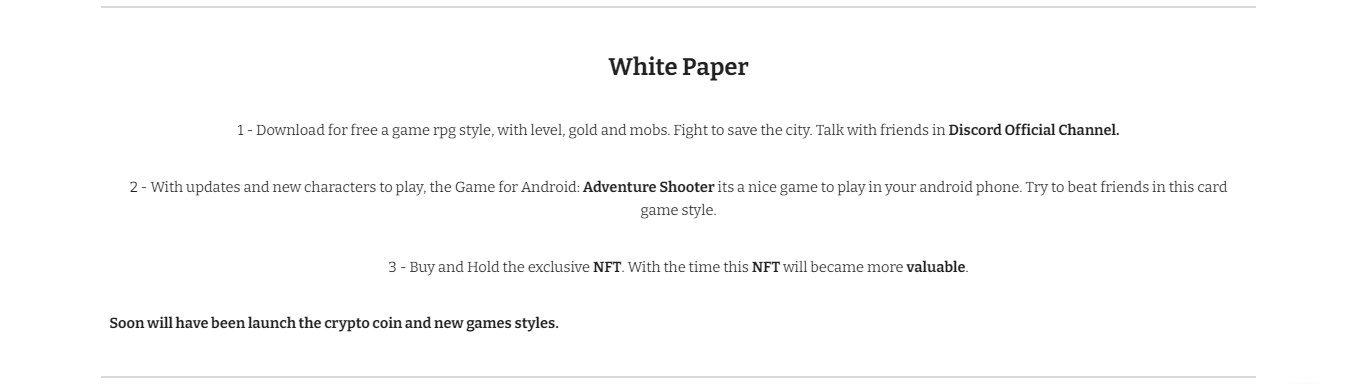 White Paper
1 - Download for free a game rpg style, with level, gold and mobs. Fight to save the city. Talk with friends in Discord Official Channel.
2 - With updates and new characters to play, the Game for Android: Adventure Shooter its a nice game to play in your android phone. Try to beat friends in this card
game style.
3 - Buy and Hold the exclusive NFT. With the time this NFT will became more valuable.
Soon will have been launch the crypto coin and new games styles.